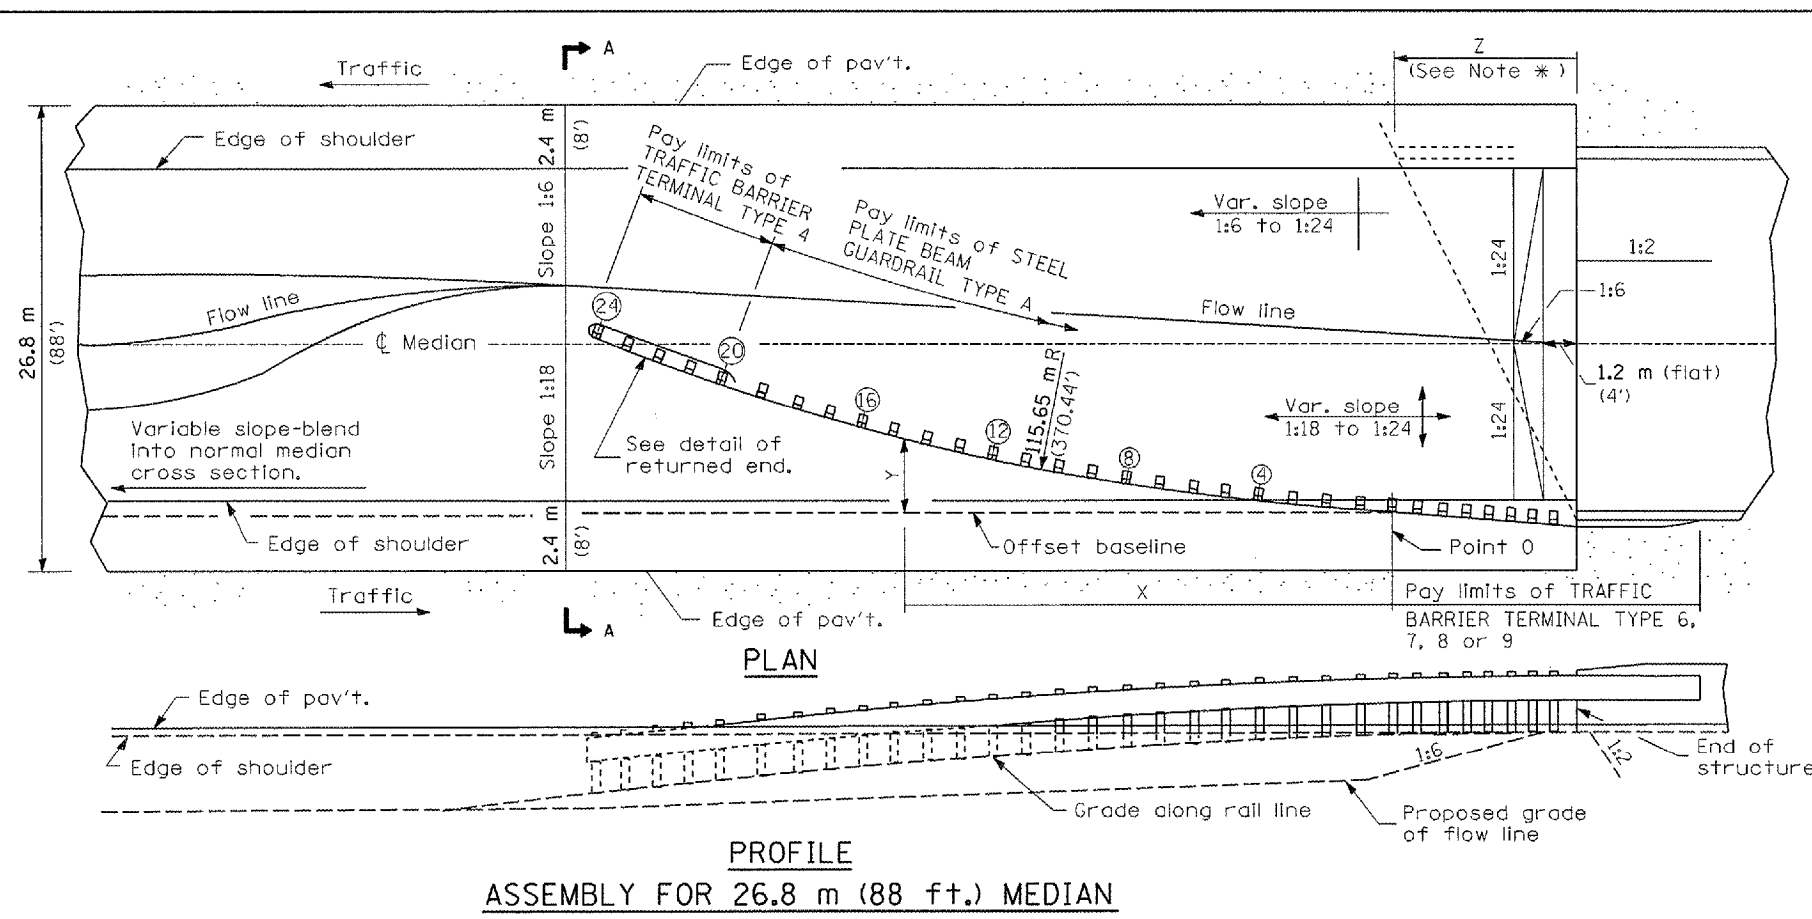 A
Traffic
Edge of pav't.
Z
(See Note *)
Edge of shoulder
2.4 m
(8')
Pay limits of
TRAFFIC BARRIER
TERMINAL TYPE 4
Pay limits of STEEL
PLATE BEAM
GUARDRAIL TYPE A
Var. slope
1:6 to 1:24
1:24
1:2
1:6
Slope 1:6
26.8 m
(88')
Flow line
Flow line
24
℄ Median
20
1.2 m (flat)
(4')
115.65 m R
(370.44')
Var. slope
1:18 to 1:24
1:24
Slope 1:18
16
12
8
4
Variable slope-blend
into normal median
cross section.
See detail of
returned end.
Y
2.4 m
(8')
Edge of shoulder
Offset baseline
Point 0
Traffic
X
Pay limits of TRAFFIC
BARRIER TERMINAL TYPE 6,
7, 8 or 9
A
Edge of pav't.
PLAN
Edge of pav't.
Edge of shoulder
1:6
1:2
End of
structure
Grade along rail line
Proposed grade
of flow line
PROFILE
ASSEMBLY FOR 26.8 m (88 ft.) MEDIAN